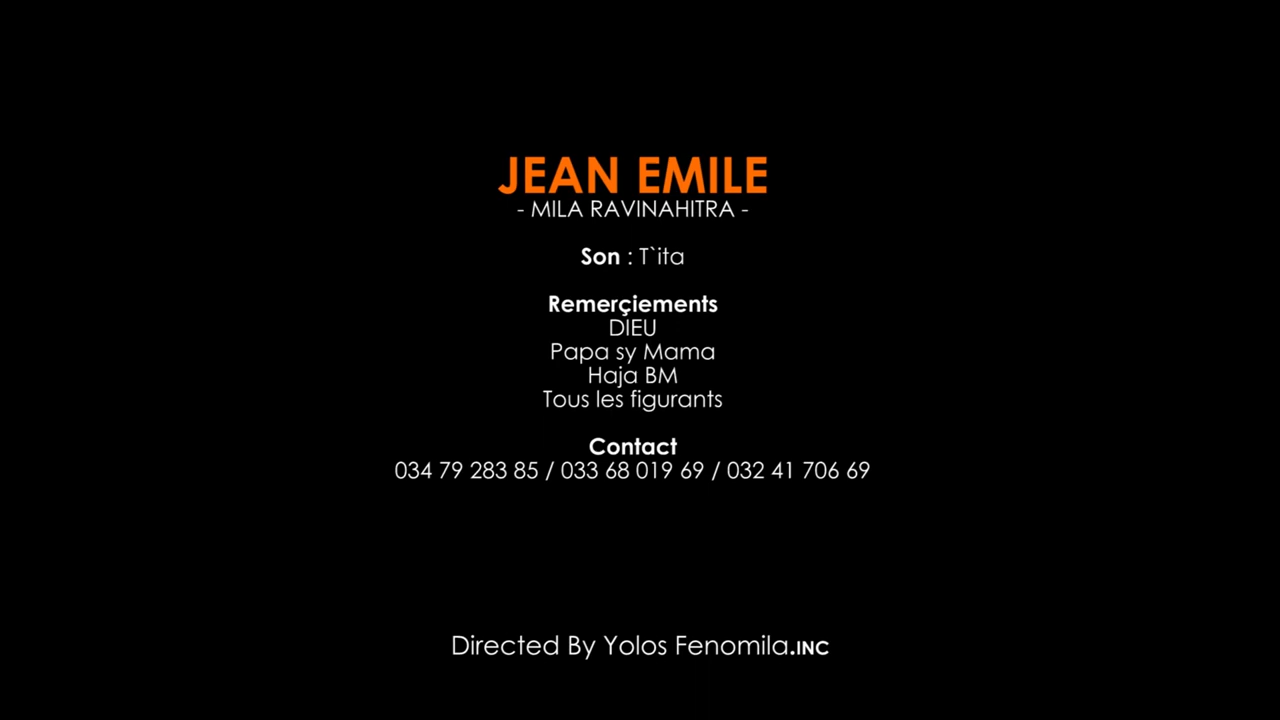 JEAN EMILE
- MILA RAVINAHITRA -
Son : T`ita
Remerçiements
DIEU
Papa sy Mama
Haja BM
Tous les figurants
Contact
034 79 283 85 / 033 68 019 69 / 032 41 706 69
Directed By Yolos Fenomila.INC